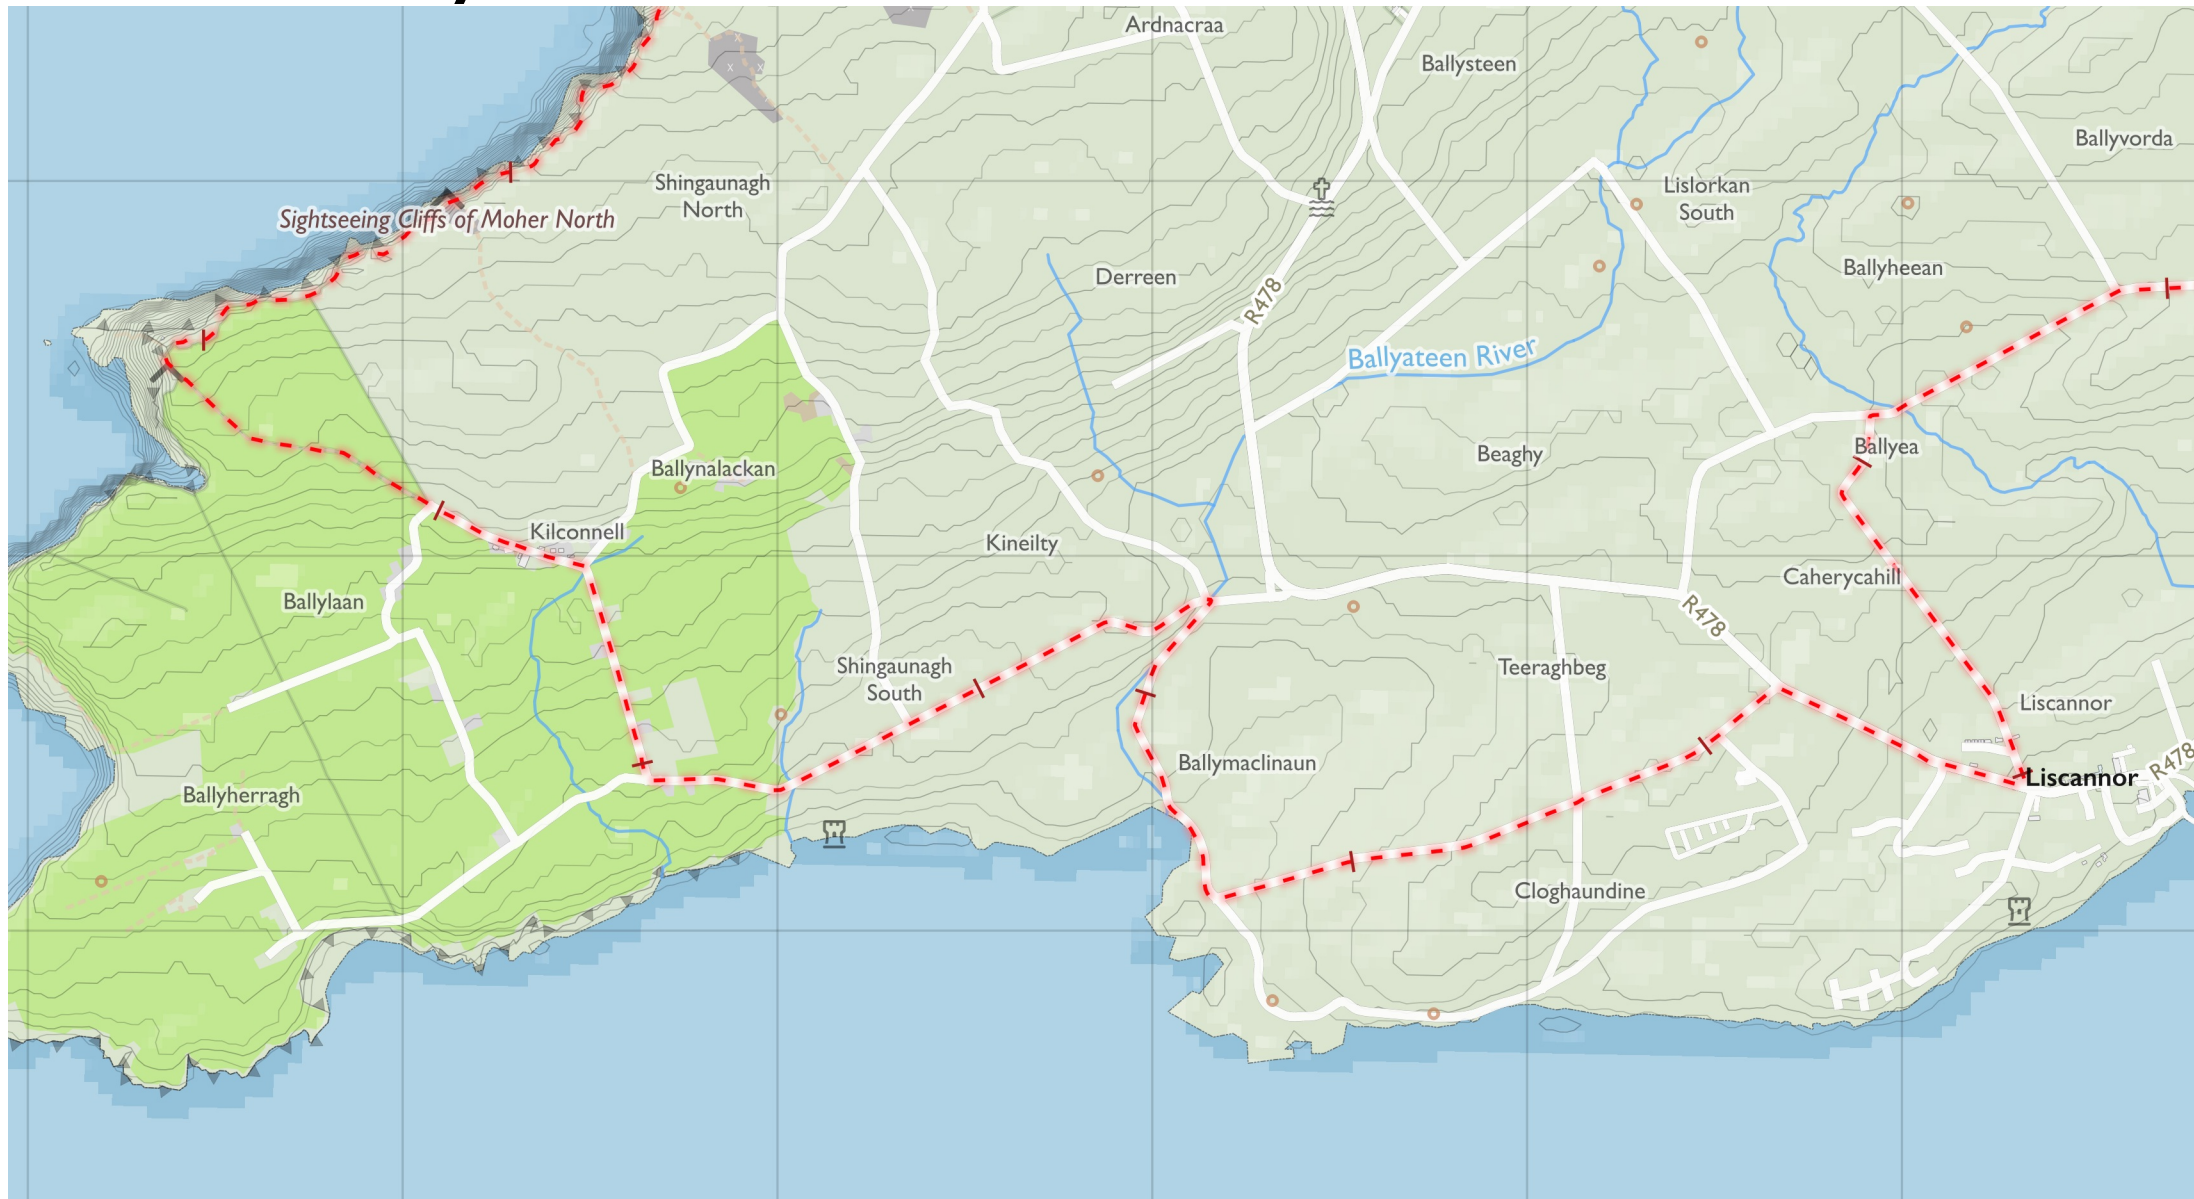 Ardnacraa
Ballysteen
Ballyvorda
Shingaunagh
North
Lislorkan
South
Sightseeing Cliffs of Moher North
Derreen
Ballyheean
R478
Ballyateen River
Ballyea
Beaghy
Ballynalackan
Kilconnell
Kineilty
Caherycahill
Ballylaan
R478
Shingaunagh
South
Teeraghbeg
Liscannor
Ballymaclinaun
R478
Liscannor
Ballyherragh
Cloghaundine